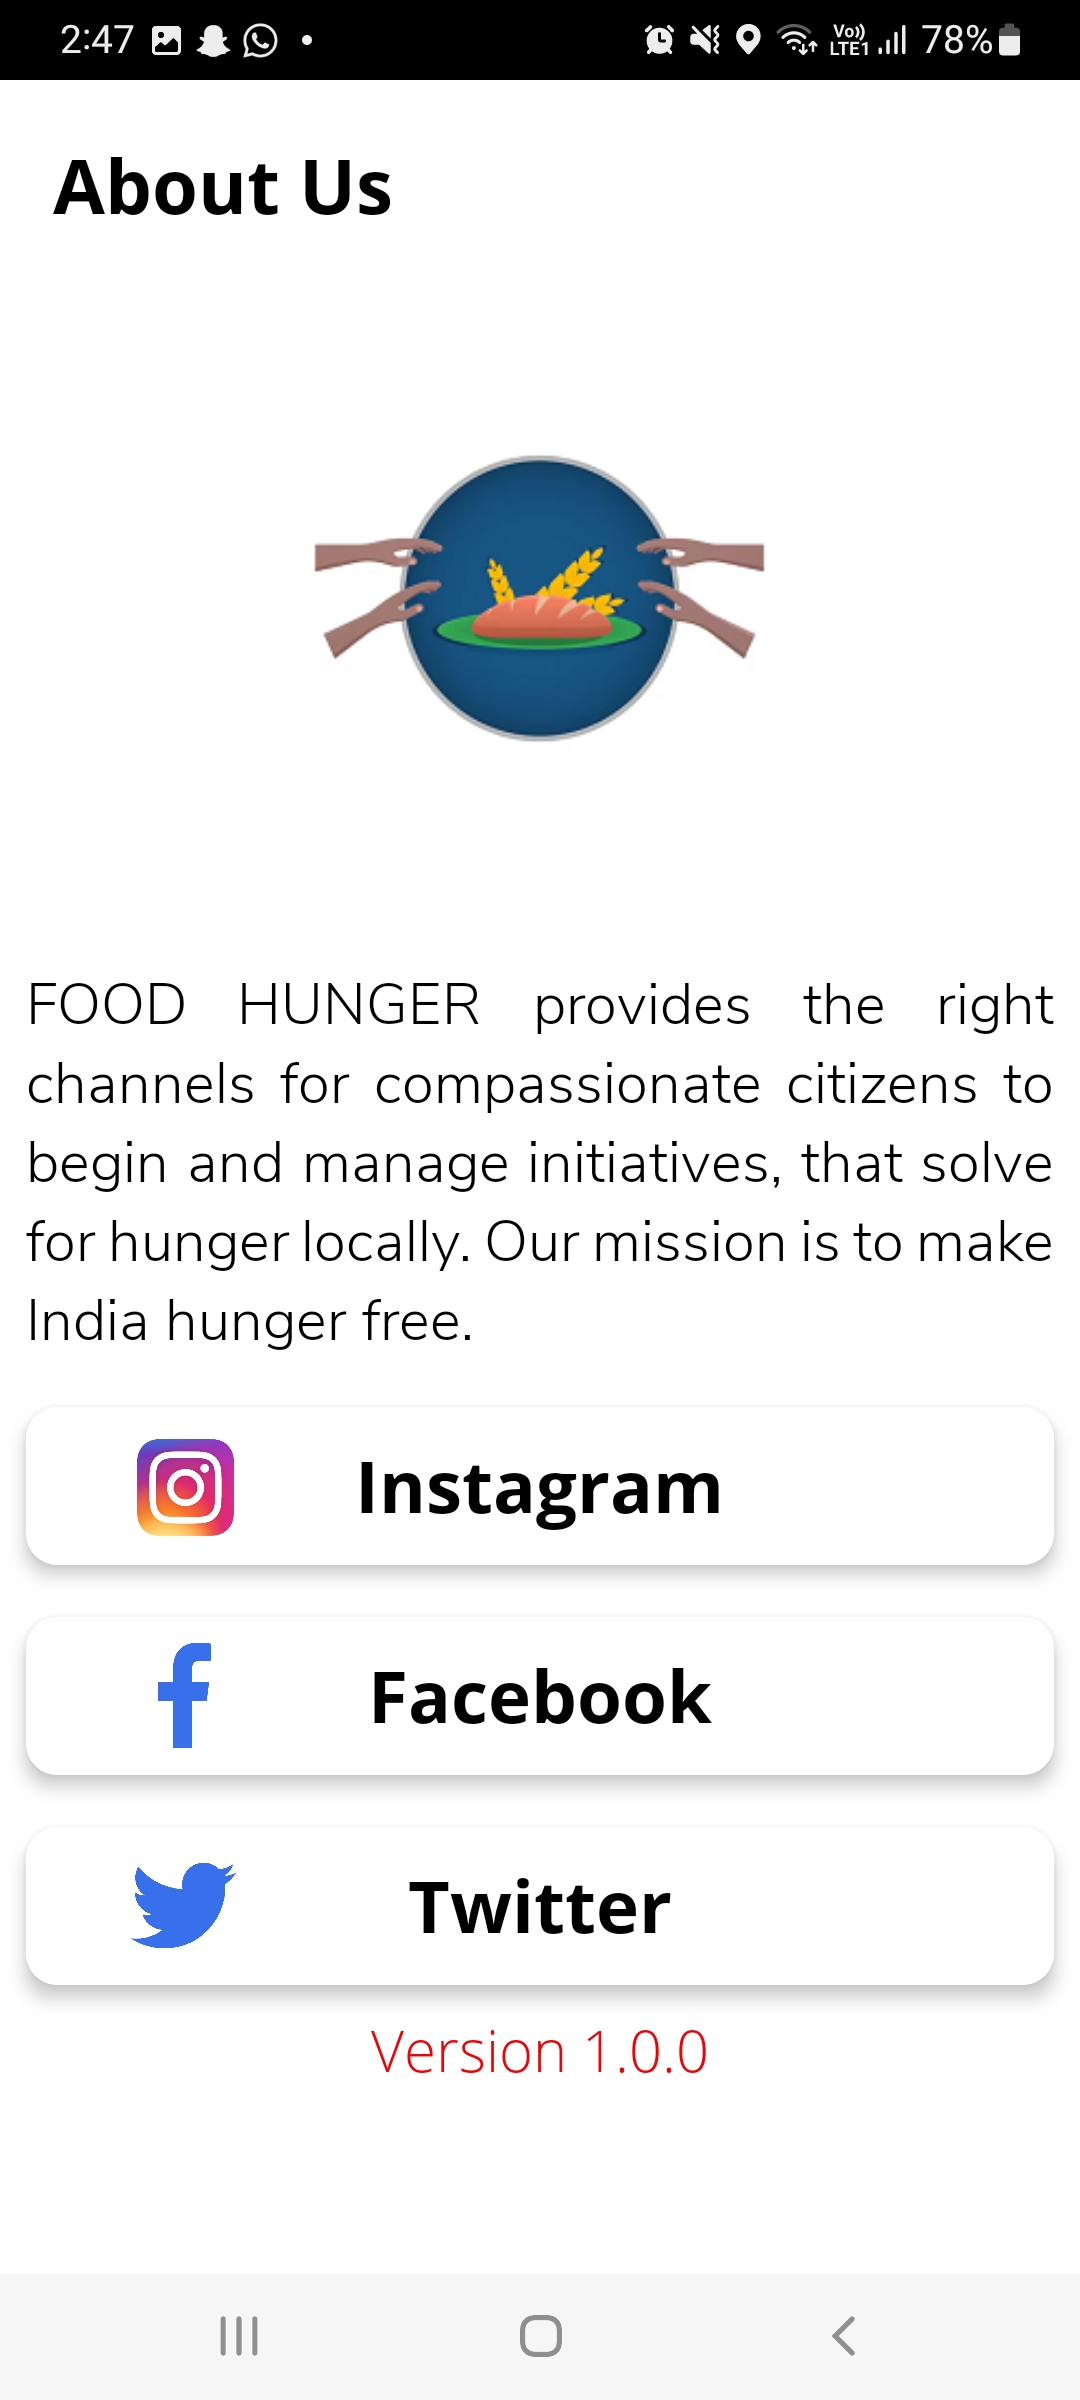 2:47 Vo)) LTE1 78%
About Us
FOOD HUNGER provides the right
channels for compassionate citizens to
begin and manage initiatives, that solve
for hunger locally. Our mission is to make
India hunger free.
Instagram
Facebook
Twitter
Version 1.0.0